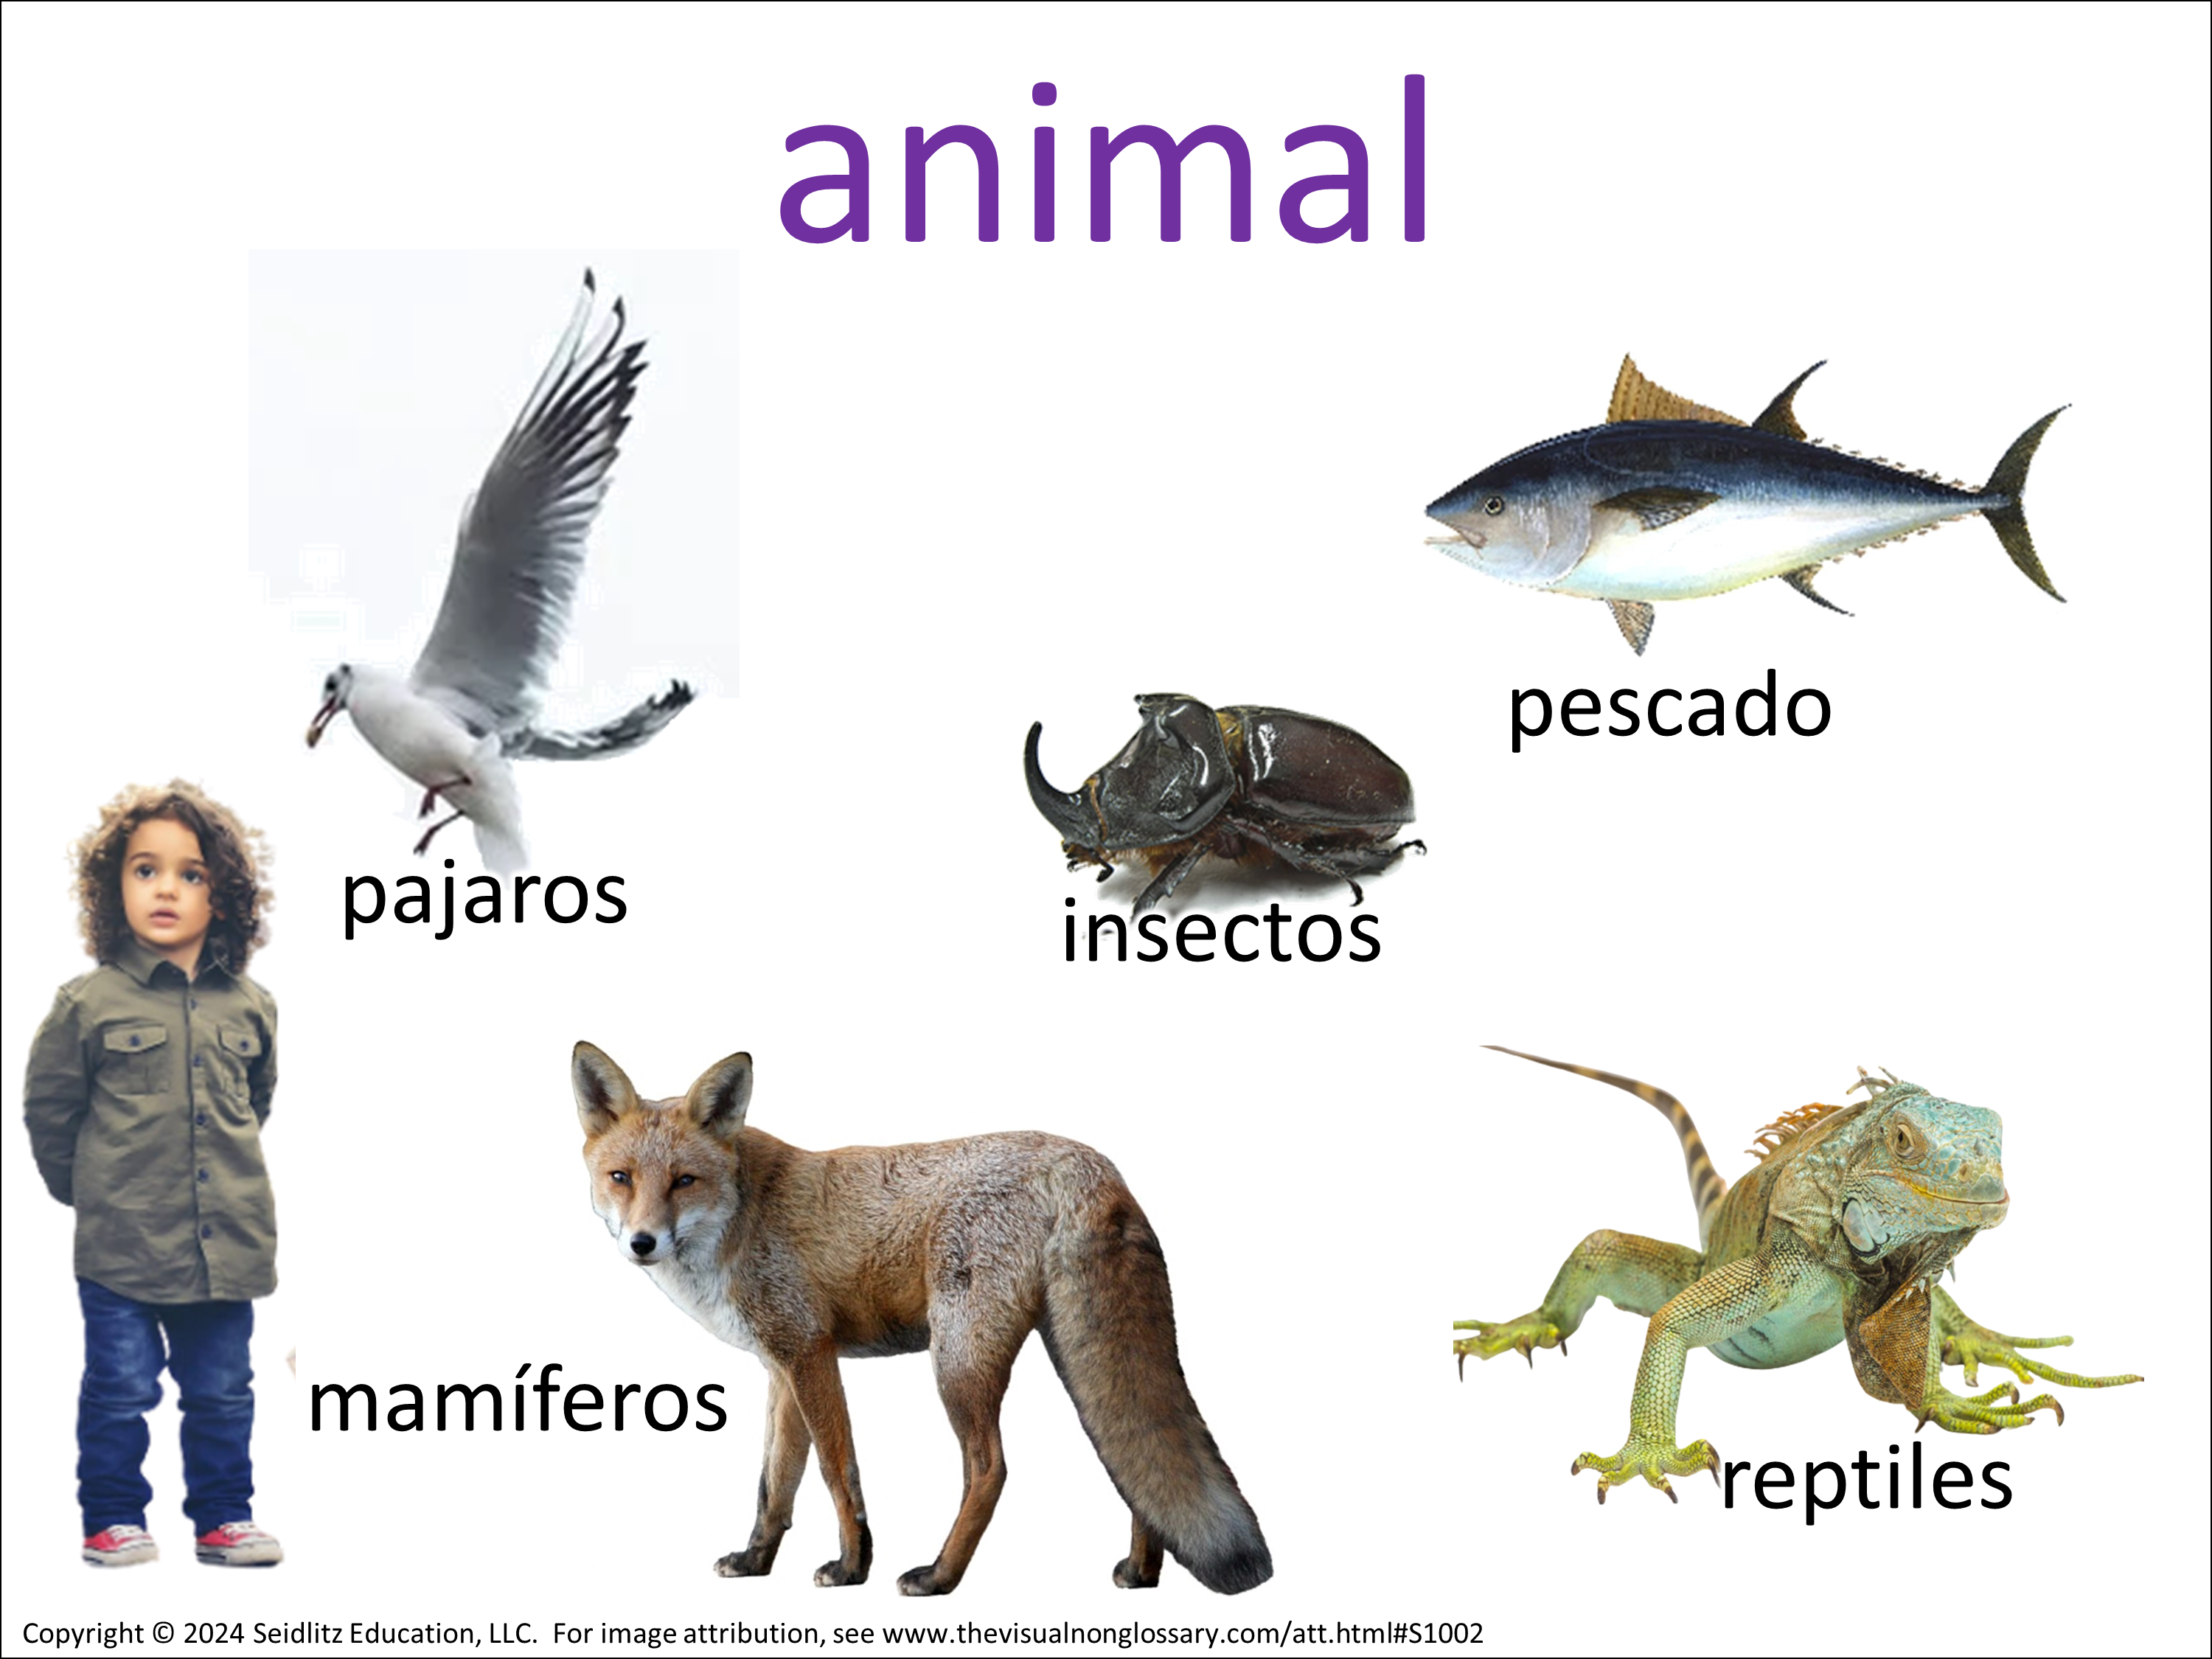 animal
pescado
pajaros
insectos
mamíferos
reptiles
Copyright © 2024 Seidlitz Education, LLC.  For image attribution, see www.thevisualnonglossary.com/att.html#S1002